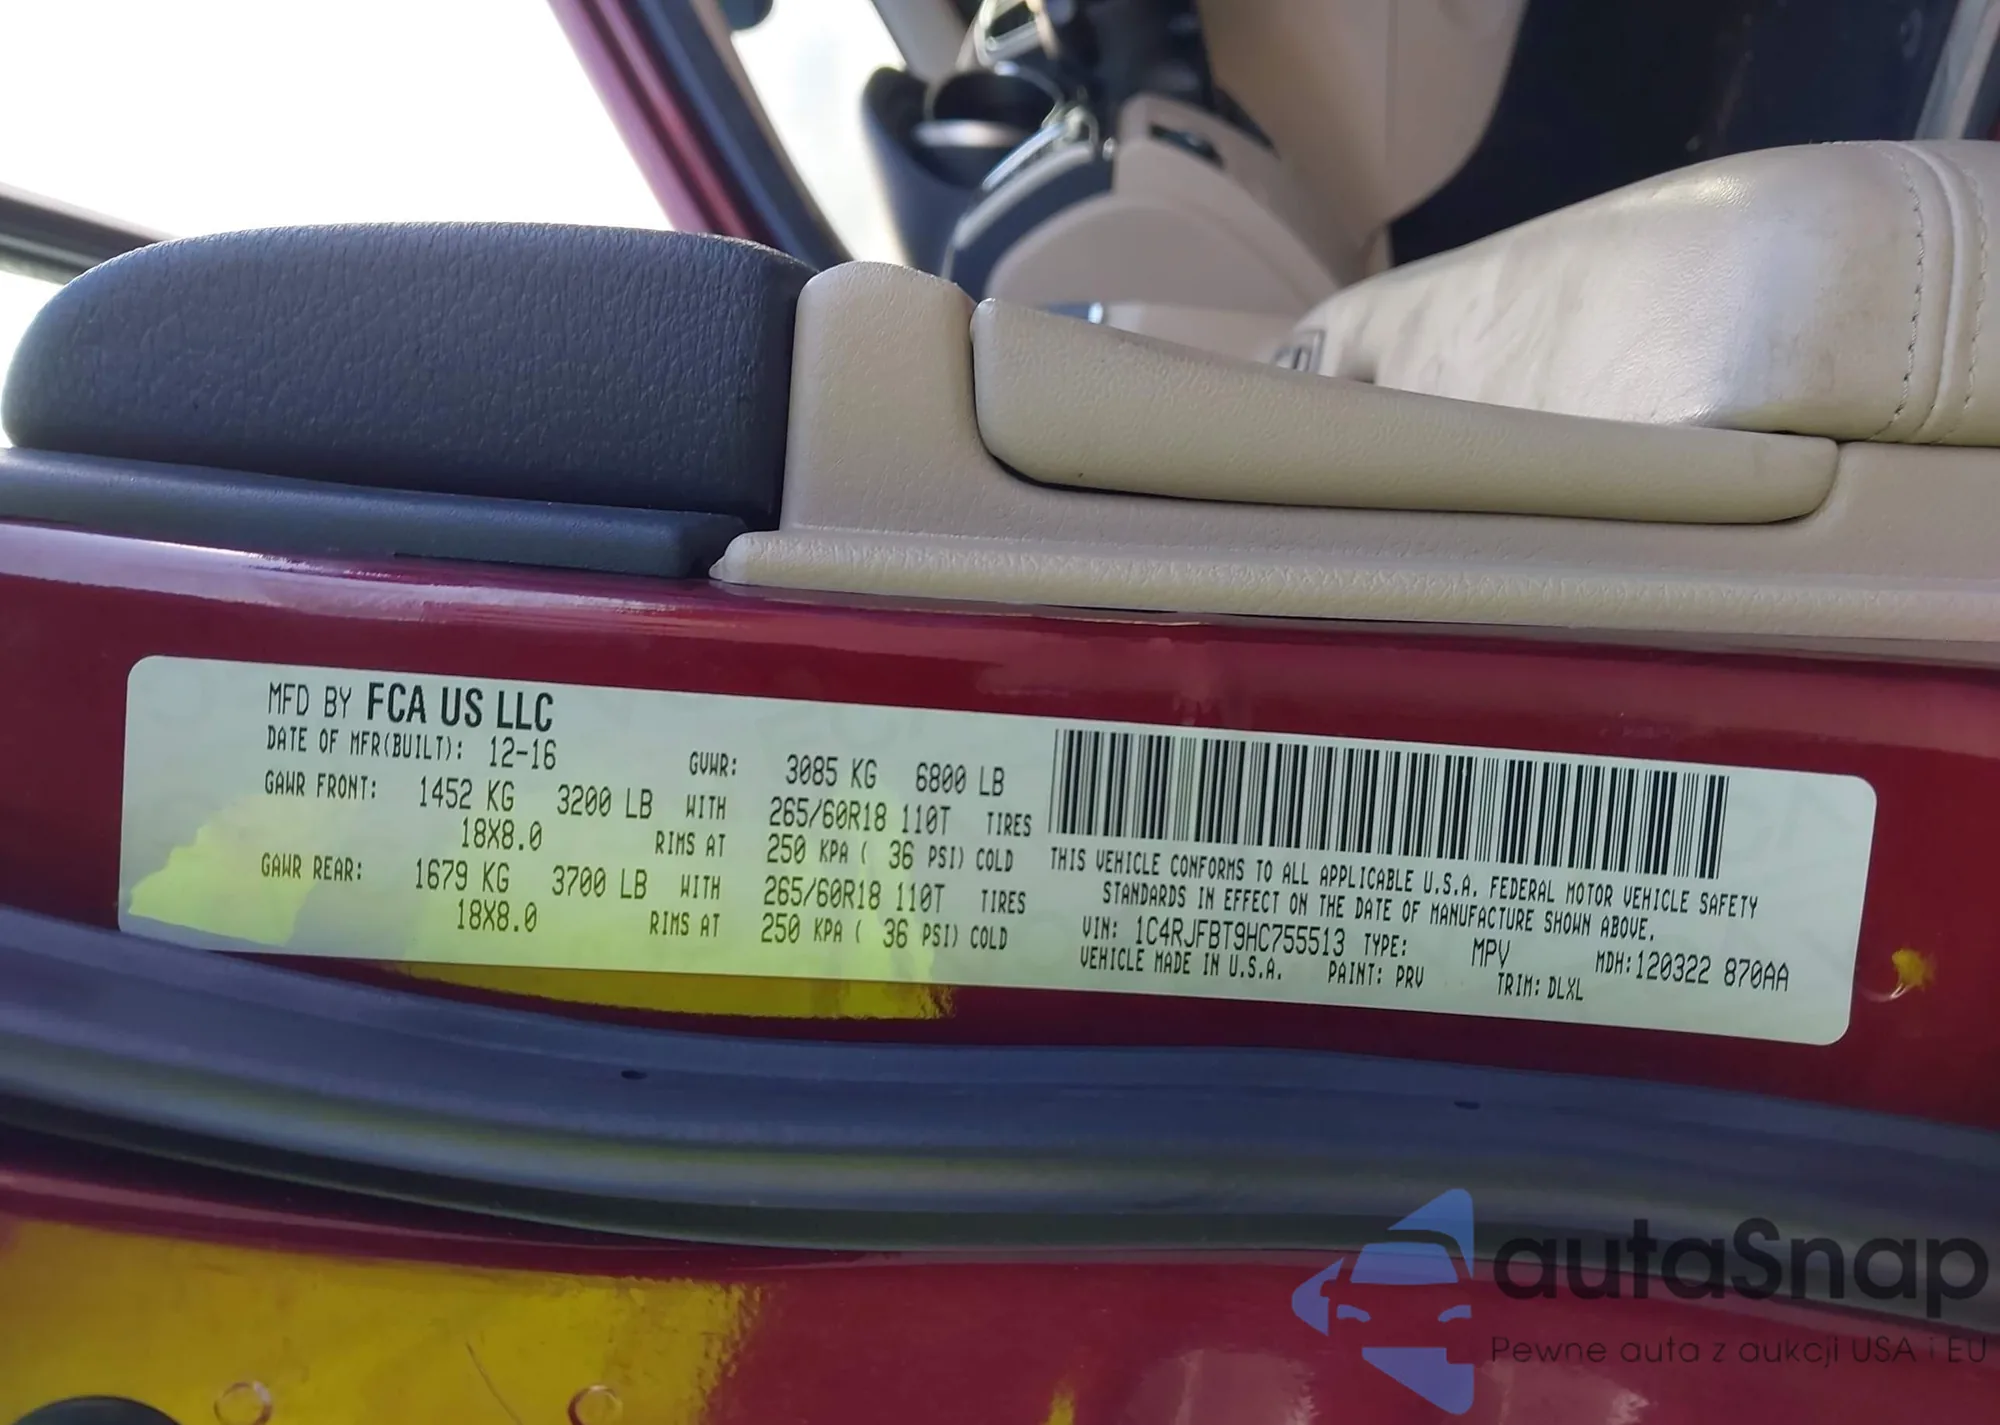 MFD BY FCA US LLC
DATE OF MFR(BUILT): 12-16 GVWR: 3085 KG 6800 LB
GAWR FRONT: 1452 KG 3200 LB WITH 265/60R18 110T TIRES
18X8.0 RIMS AT 250 KPA ( 36 PSI) COLD
GAWR REAR: 1679 KG 3700 LB WITH 265/60R18 110T TIRES
18X8.0 RIMS AT 250 KPA ( 36 PSI) COLD
THIS VEHICLE CONFORMS TO ALL APPLICABLE U.S.A. FEDERAL MOTOR VEHICLE SAFETY
STANDARDS IN EFFECT ON THE DATE OF MANUFACTURE SHOWN ABOVE.
VIN: 1C4RJFBT9HC755513 TYPE: MPV MDH:120322 870AA
VEHICLE MADE IN U.S.A. PAINT: PRV TRIM: DLXL
autaSnap
Pewne auta z aukcji USA i EU